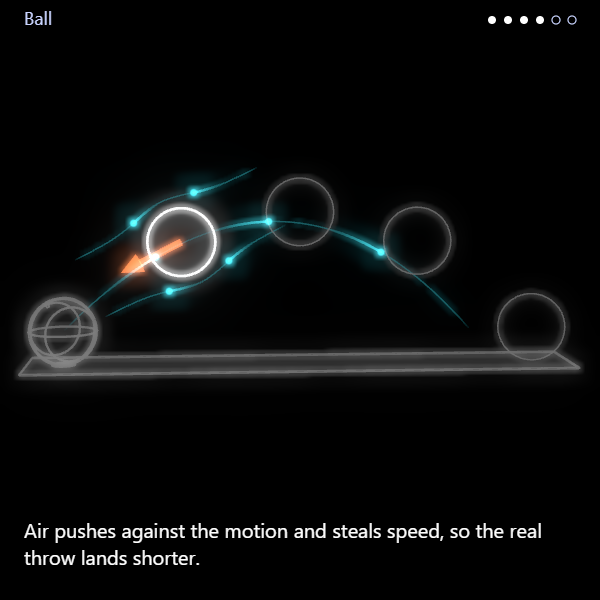 Ball
Air pushes against the motion and steals speed, so the real
throw lands shorter.